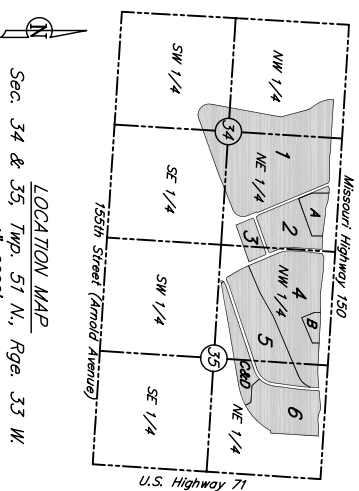 Missouri Highway 150
NW 1/4
1
NE 1/4
A
2
3
4
NW 1/4
B
5
C&D
6
NE 1/4
34
35
SW 1/4
SE 1/4
SW 1/4
SE 1/4
155th Street (Arnold Avenue)
U.S. Highway 71
N
LOCATION MAP
Sec. 34 & 35, Twp. 51 N., Rge. 33 W.